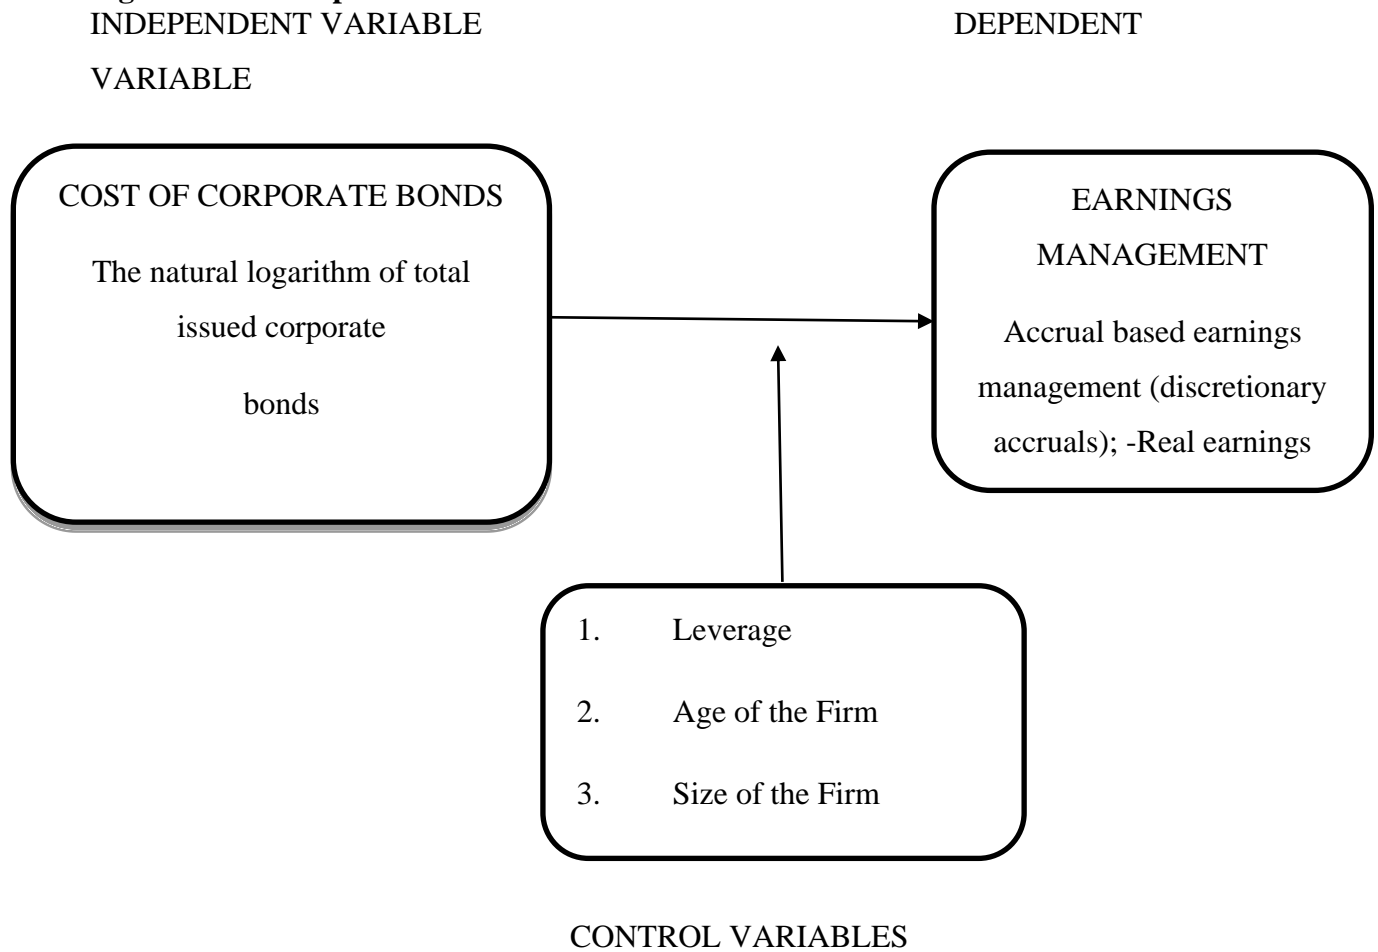 INDEPENDENT VARIABLE DEPENDENT
VARIABLE
COST OF CORPORATE BONDS
The natural logarithm of total
issued corporate
bonds
EARNINGS
MANAGEMENT
Accrual based earnings
management (discretionary
accruals); -Real earnings
1. Leverage
2. Age of the Firm
3. Size of the Firm
CONTROL VARIABLES